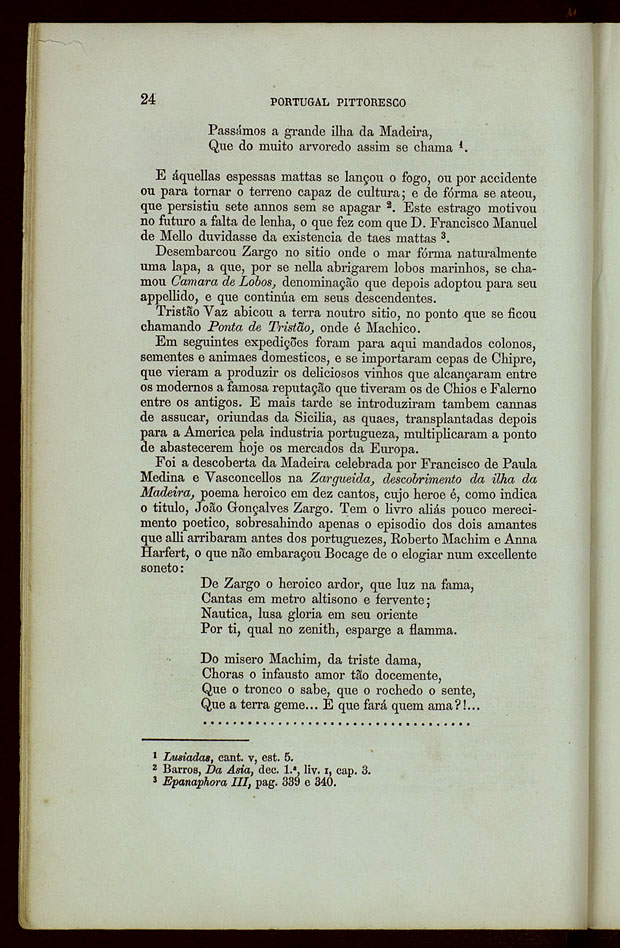 24
PORTUGAL PITTORESCO
Passámos a grande ilha da Madeira,
Que do muito arvoredo assim se chama ¹.
E áquellas espessas mattas se lançou o fogo, ou por accidente
ou para tornar o terreno capaz de cultura; e de fórma se ateou,
que persistiu sete annos sem se apagar ². Este estrago motivou
no futuro a falta de lenha, o que fez com que D. Francisco Manuel
de Mello duvidasse da existencia de taes mattas ³.
Desembarcou Zargo no sitio onde o mar fórma naturalmente
uma lapa, a que, por se nella abrigarem lobos marinhos, se cha-
mou Camara de Lobos, denominação que depois adoptou para seu
appellido, e que continúa em seus descendentes.
Tristão Vaz abicou a terra noutro sitio, no ponto que se ficou
chamando Ponta de Tristão, onde é Machico.
Em seguintes expedições foram para aqui mandados colonos,
sementes e animaes domesticos, e se importaram cepas de Chipre,
que vieram a produzir os deliciosos vinhos que alcançaram entre
os modernos a famosa reputação que tiveram os de Chios e Falerno
entre os antigos. E mais tarde se introduziram tambem cannas
de assucar, oriundas da Sicilia, as quaes, transplantadas depois
para a America pela industria portugueza, multiplicaram a ponto
de abastecerem hoje os mercados da Europa.
Foi a descoberta da Madeira celebrada por Francisco de Paula
Medina e Vasconcellos na Zargueida, descobrimento da ilha da
Madeira, poema heroico em dez cantos, cujo heroe é, como indica
o titulo, João Gonçalves Zargo. Tem o livro aliás pouco mereci-
mento poetico, sobresahindo apenas o episodio dos dois amantes
que alli arribaram antes dos portuguezes, Roberto Machim e Anna
Harfert, o que não embaraçou Bocage de o elogiar num excellente
soneto:
De Zargo o heroico ardor, que luz na fama,
Cantas em metro altisono e fervente;
Nautica, lusa gloria em seu oriente
Por ti, qual no zenith, esparge a flamma.
Do misero Machim, da triste dama,
Choras o infausto amor tão docemente,
Que o tronco o sabe, que o rochedo o sente,
Que a terra geme... E que fará quem ama?!...
. . . . . . . . . . . . . . . . . . . . . . . . . . . . . . . . . . .
¹ Lusiadas, cant. v, est. 5.
² Barros, Da Asia, dec. 1.ª, liv. i, cap. 3.
³ Epanaphora III, pag. 339 e 340.